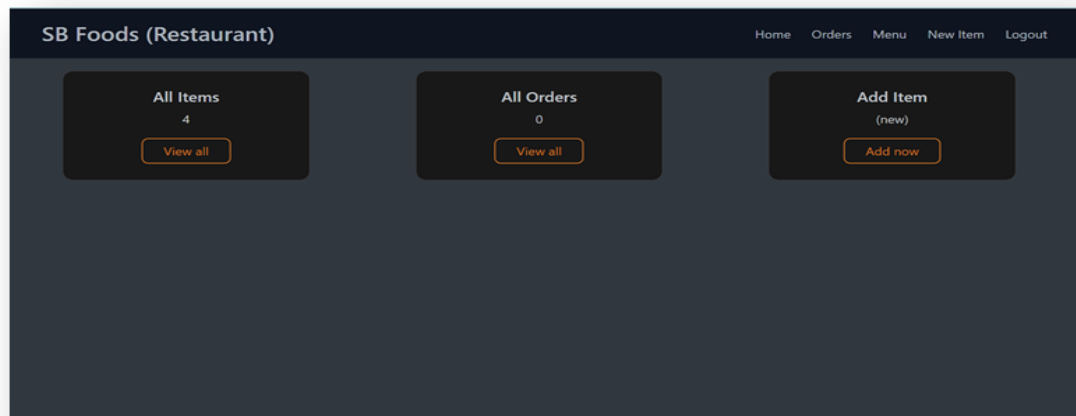 SB Foods (Restaurant)
Home Orders Menu New Item Logout
All Items
4
View all
All Orders
0
View all
Add Item
(new)
Add now